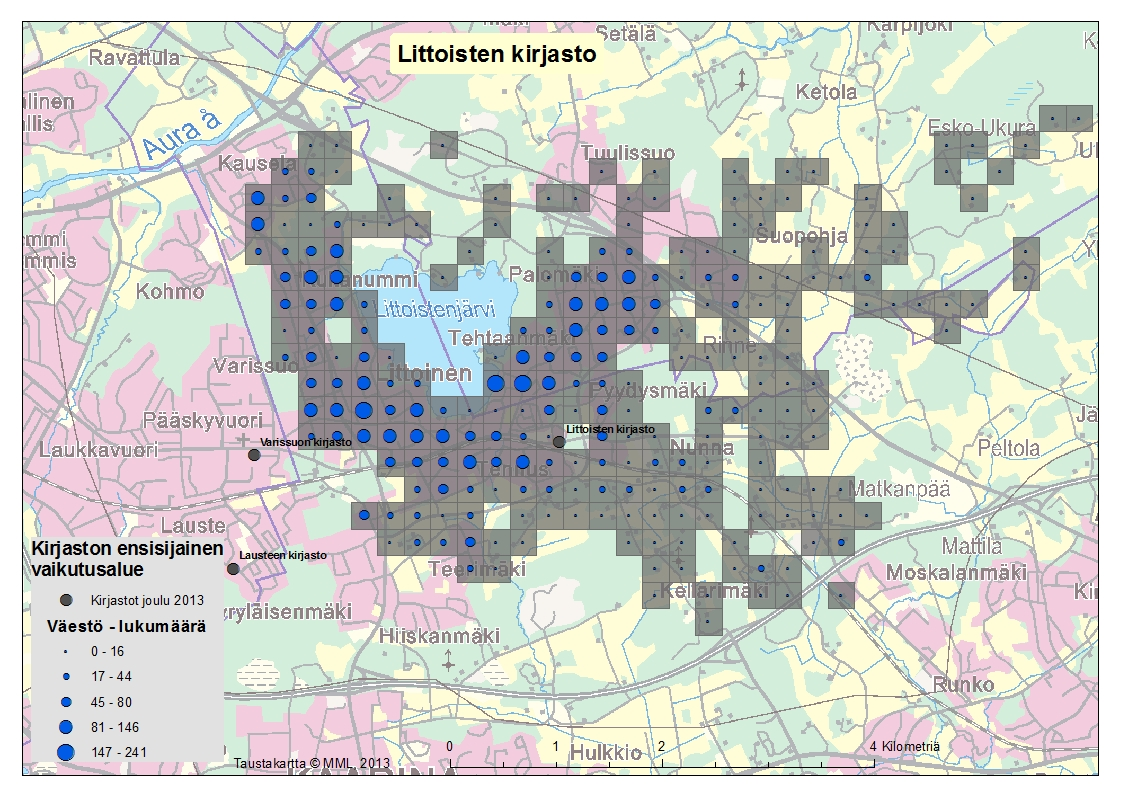 Littoisten kirjasto
Setälä
Karpijoki
Ravattula
Ketola
Aura å
Esko-Ukura
Kausela
Tuulissuo
Suopohja
Kohmo
Palomäki
Littoistenjärvi
Tehtaanmäki
Rinne
Varissuo
Littoinen
Pyydysmäki
Pääskyvuori
Littoisten kirjasto
Varissuon kirjasto
Laukkavuori
Nunna
Peltola
Matkanpää
Lauste
Mattila
Lausteen kirjasto
Teerimäki
Moskalanmäki
Kellarimäki
Hiiskanmäki
Runko
Hulkkio
KAARINA
Kirjaston ensisijainen
vaikutusalue
Kirjastot joulu 2013
Väestö - lukumäärä
0 - 16
17 - 44
45 - 80
81 - 146
147 - 241
0 1 2 4 Kilometriä
Taustakartta © MML, 2013